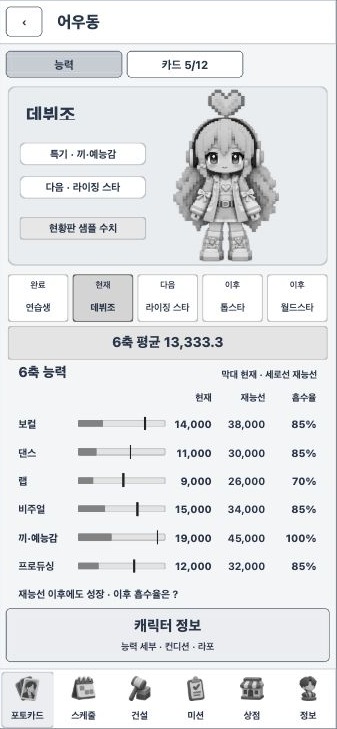 ‹ 어우동
능력 카드 5/12
데뷔조
특기 · 끼·예능감
다음 · 라이징 스타
현황판 샘플 수치
완료 현재 다음 이후 이후
연습생 데뷔조 라이징 스타 톱스타 월드스타
6축 평균 13,333.3
6축 능력 막대 현재 · 세로선 재능선
현재 재능선 흡수율
보컬 14,000 38,000 85%
댄스 11,000 30,000 85%
랩 9,000 26,000 70%
비주얼 15,000 34,000 85%
끼·예능감 19,000 45,000 100%
프로듀싱 12,000 32,000 85%
재능선 이후에도 성장 · 이후 흡수율은 ?
캐릭터 정보
능력 세부 · 컨디션 · 라포
포토카드 스케줄 건설 미션 상점 정보